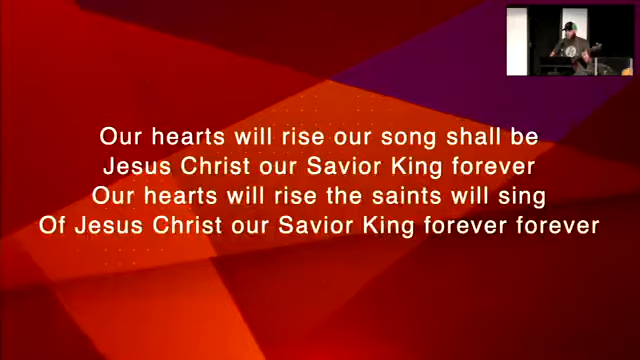 Our hearts will rise our song shall be
Jesus Christ our Savior King forever
Our hearts will rise the saints will sing
Of Jesus Christ our Savior King forever forever